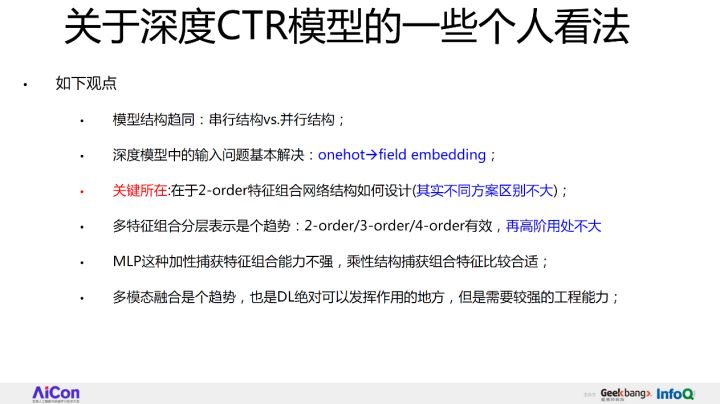 关于深度CTR模型的一些个人看法
• 如下观点
• 模型结构趋同：串行结构vs.并行结构；
• 深度模型中的输入问题基本解决：onehot→field embedding；
• 关键所在:在于2-order特征组合网络结构如何设计(其实不同方案区别不大)；
• 多特征组合分层表示是个趋势：2-order/3-order/4-order有效，再高阶用处不大
• MLP这种加性捕获特征组合能力不强，乘性结构捕获组合特征比较合适；
• 多模态融合是个趋势，也是DL绝对可以发挥作用的地方，但是需要较强的工程能力；
AiCon
Geekbang>. InfoQ